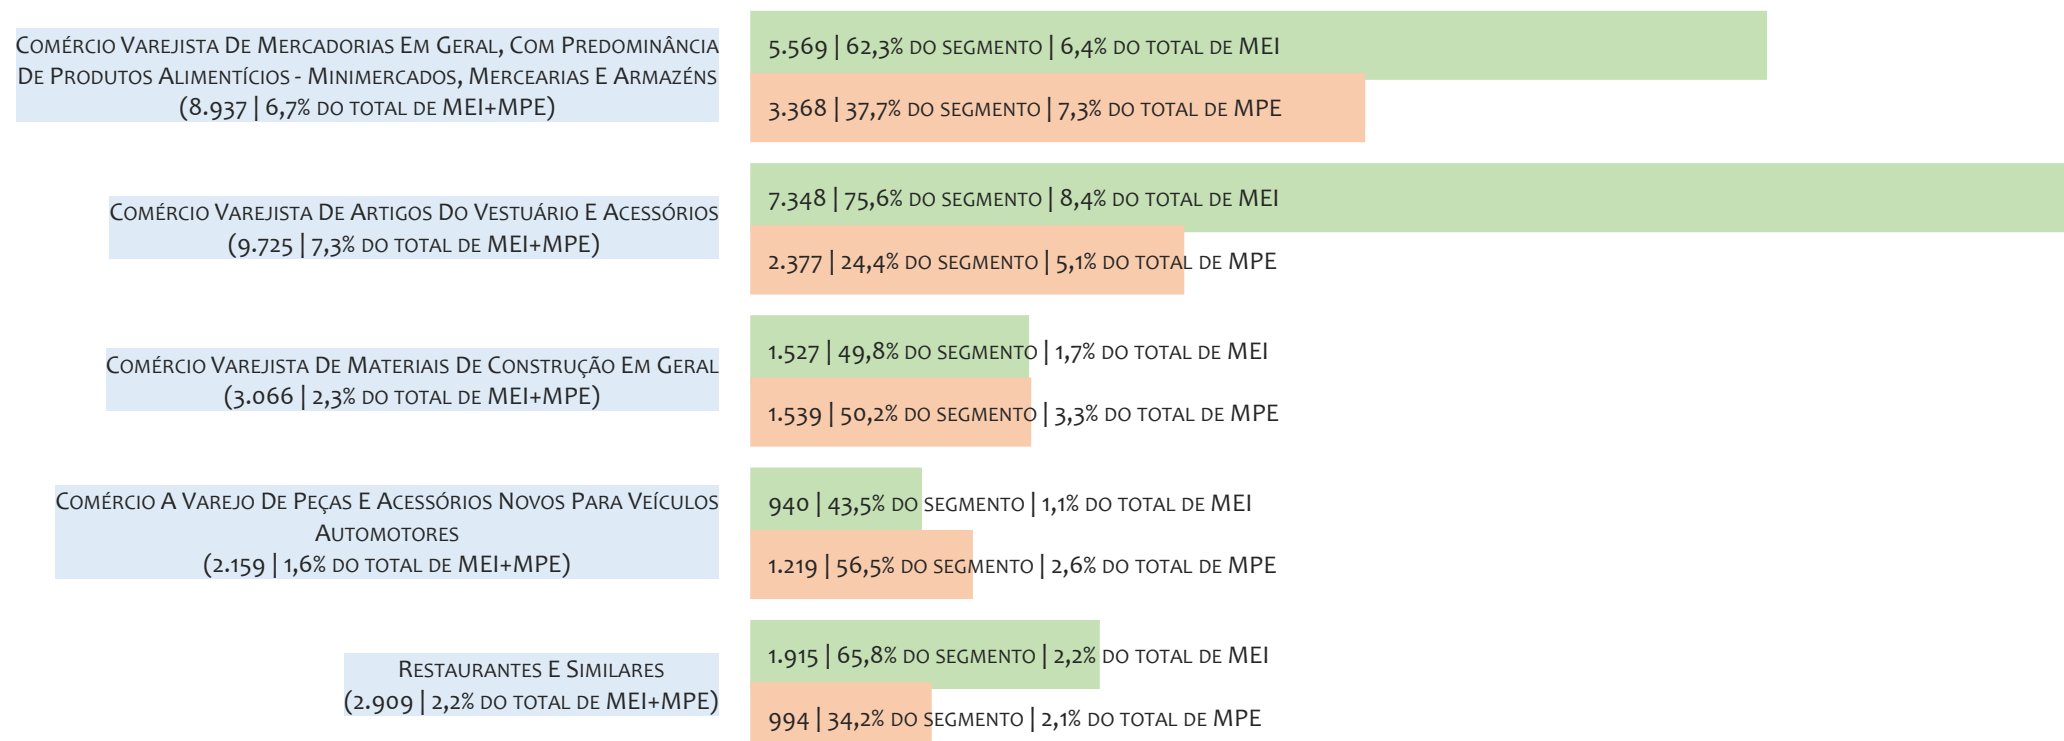 Comércio Varejista De Mercadorias Em Geral, Com Predominância
De Produtos Alimentícios - Minimercados, Mercearias E Armazéns
(8.937 | 6,7% do total de MEI+MPE)
5.569 | 62,3% do segmento | 6,4% do total de MEI
3.368 | 37,7% do segmento | 7,3% do total de MPE
Comércio Varejista De Artigos Do Vestuário E Acessórios
(9.725 | 7,3% do total de MEI+MPE)
7.348 | 75,6% do segmento | 8,4% do total de MEI
2.377 | 24,4% do segmento | 5,1% do total de MPE
Comércio Varejista De Materiais De Construção Em Geral
(3.066 | 2,3% do total de MEI+MPE)
1.527 | 49,8% do segmento | 1,7% do total de MEI
1.539 | 50,2% do segmento | 3,3% do total de MPE
Comércio A Varejo De Peças E Acessórios Novos Para Veículos
Automotores
(2.159 | 1,6% do total de MEI+MPE)
940 | 43,5% do segmento | 1,1% do total de MEI
1.219 | 56,5% do segmento | 2,6% do total de MPE
Restaurantes E Similares
(2.909 | 2,2% do total de MEI+MPE)
1.915 | 65,8% do segmento | 2,2% do total de MEI
994 | 34,2% do segmento | 2,1% do total de MPE